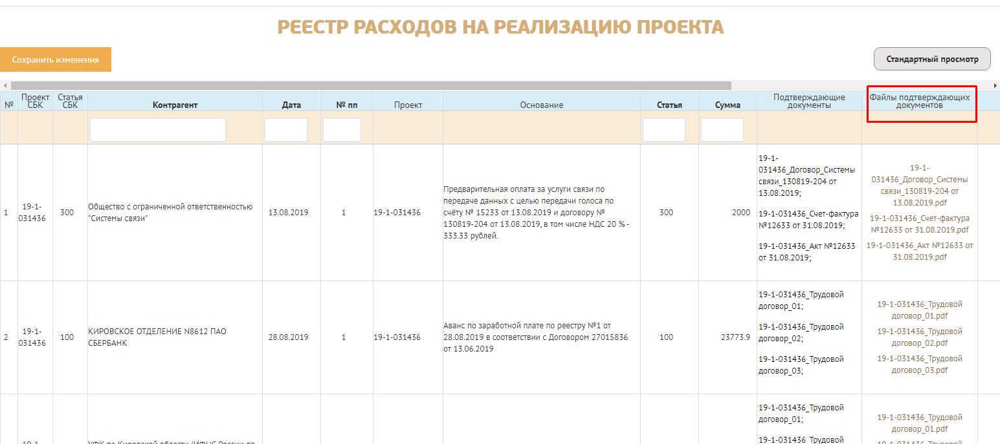 РЕЕСТР РАСХОДОВ НА РЕАЛИЗАЦИЮ ПРОЕКТА
Сохранить изменения
Стандартный просмотр
№
Проект
СБК
Статья
СБК
Контрагент
Дата
№ пп
Проект
Основание
Статья
Сумма
Подтверждающие
документы
Файлы подтверждающих
документов
1
19-1-
031436
300
Общество с ограниченной ответственностью
"Системы связи"
13.08.2019
1
19-1-031436
Предварительная оплата за услуги связи по
передаче данных с целью передачи голоса по
счёту № 15233 от 13.08.2019 и договору №
130819-204 от 13.08.2019, в том числе НДС 20 % -
333.33 рублей.
300
2000
19-1-
031436_Договор_Системы
связи_130819-204 от
13.08.2019;
19-1-031436_Счет-фактура
№12633 от 31.08.2019;
19-1-031436_Акт №12633
от 31.08.2019;
19-1-
031436_Договор_Системы
связи_130819-204 от
13.08.2019.pdf
19-1-031436_Счет-фактура
№12633 от 31.08.2019.pdf
19-1-031436_Акт №12633 от
31.08.2019.pdf
2
19-1-
031436
100
КИРОВСКОЕ ОТДЕЛЕНИЕ N8612 ПАО
СБЕРБАНК
28.08.2019
1
19-1-031436
Аванс по заработной плате по реестру №1 от
28.08.2019 в соответствии с Договором 27015836
от 13.06.2019
100
23773.9
19-1-031436_Трудовой
договор_01;
19-1-031436_Трудовой
договор_02;
19-1-031436_Трудовой
договор_03;
19-1-031436_Трудовой
договор_01.pdf
19-1-031436_Трудовой
договор_02.pdf
19-1-031436_Трудовой
договор_03.pdf
19-1-
УФК по Кировской области (ИФНС России по
19-1-031436_Трудовой
договор_01;
19-1-031436_Трудовой
19-1-031436_Трудовой
договор_01.pdf
19-1-031436_Трудовой